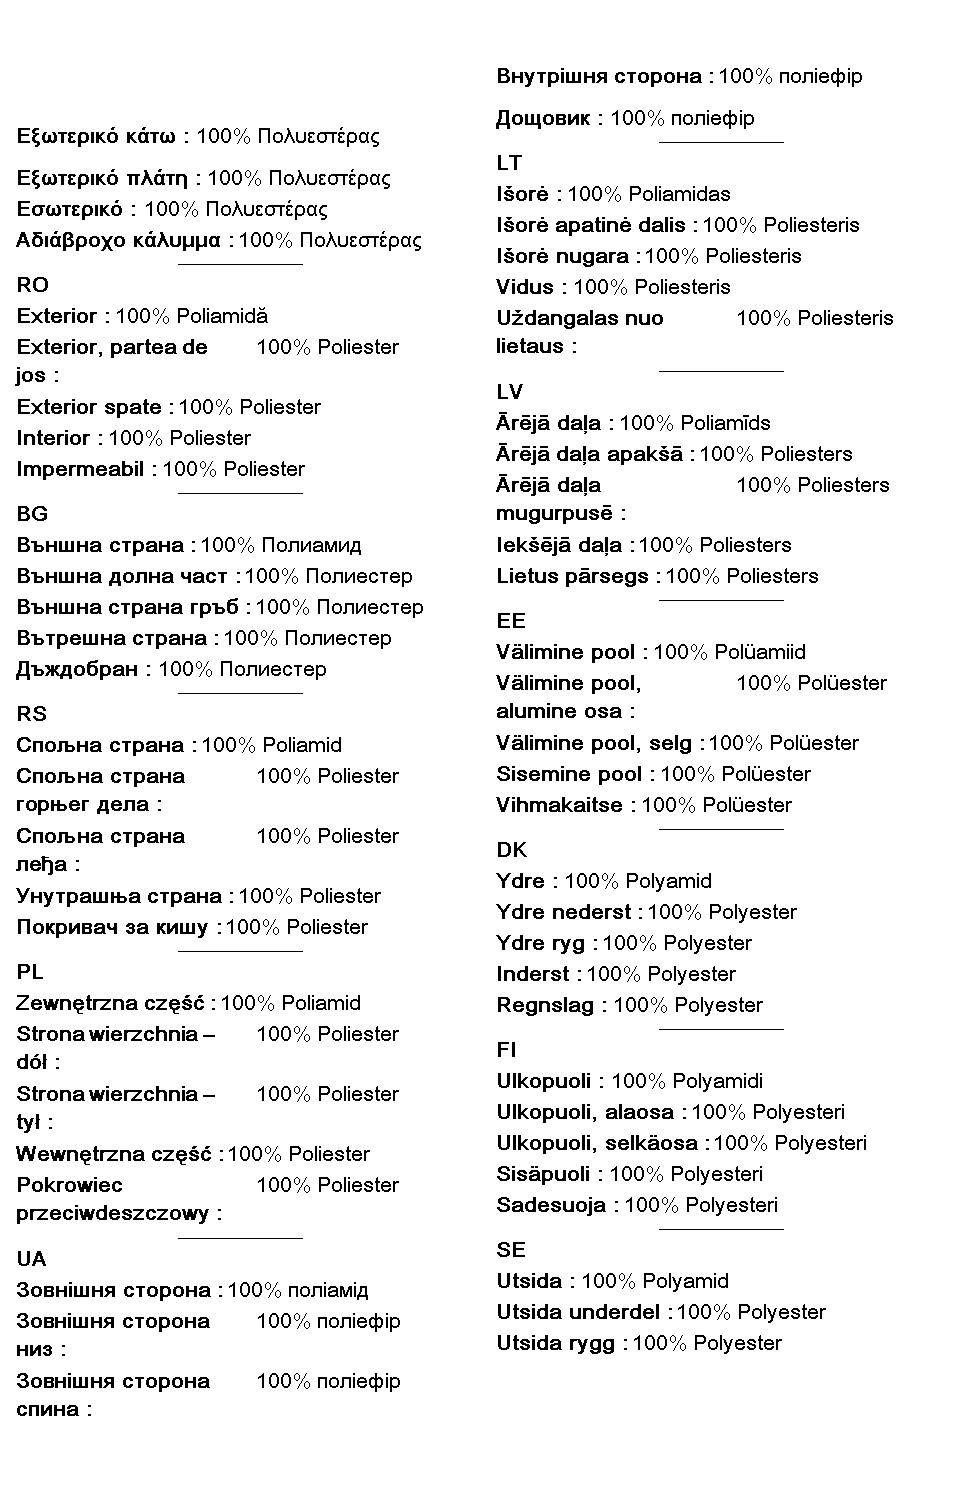 Εξωτερικό κάτω : 100% Πολυεστέρας
Εξωτερικό πλάτη : 100% Πολυεστέρας
Εσωτερικό : 100% Πολυεστέρας
Αδιάβροχο κάλυμμα : 100% Πολυεστέρας
RO
Exterior : 100% Poliamidă
Exterior, partea de 100% Poliester
jos :
Exterior spate : 100% Poliester
Interior : 100% Poliester
Impermeabil : 100% Poliester
BG
Външна страна : 100% Полиамид
Външна долна част : 100% Полиестер
Външна страна гръб : 100% Полиестер
Вътрешна страна : 100% Полиестер
Дъждобран : 100% Полиестер
RS
Спољна страна : 100% Poliamid
Спољна страна 100% Poliester
горњег дела :
Спољна страна 100% Poliester
леђа :
Унутрашња страна : 100% Poliester
Покривач за кишу : 100% Poliester
PL
Zewnętrzna część : 100% Poliamid
Strona wierzchnia – 100% Poliester
dół :
Strona wierzchnia – 100% Poliester
tył :
Wewnętrzna część : 100% Poliester
Pokrowiec 100% Poliester
przeciwdeszczowy :
UA
Зовнішня сторона : 100% поліамід
Зовнішня сторона 100% поліефір
низ :
Зовнішня сторона 100% поліефір
спина :
Внутрішня сторона : 100% поліефір
Дощовик : 100% поліефір
LT
Išorė : 100% Poliamidas
Išorė apatinė dalis : 100% Poliesteris
Išorė nugara : 100% Poliesteris
Vidus : 100% Poliesteris
Uždangalas nuo 100% Poliesteris
lietaus :
LV
Ārējā daļa : 100% Poliamīds
Ārējā daļa apakšā : 100% Poliesters
Ārējā daļa 100% Poliesters
mugurpusē :
Iekšējā daļa : 100% Poliesters
Lietus pārsegs : 100% Poliesters
EE
Välimine pool : 100% Polüamiid
Välimine pool, 100% Polüester
alumine osa :
Välimine pool, selg : 100% Polüester
Sisemine pool : 100% Polüester
Vihmakaitse : 100% Polüester
DK
Ydre : 100% Polyamid
Ydre nederst : 100% Polyester
Ydre ryg : 100% Polyester
Inderst : 100% Polyester
Regnslag : 100% Polyester
FI
Ulkopuoli : 100% Polyamidi
Ulkopuoli, alaosa : 100% Polyesteri
Ulkopuoli, selkäosa : 100% Polyesteri
Sisäpuoli : 100% Polyesteri
Sadesuoja : 100% Polyesteri
SE
Utsida : 100% Polyamid
Utsida underdel : 100% Polyester
Utsida rygg : 100% Polyester